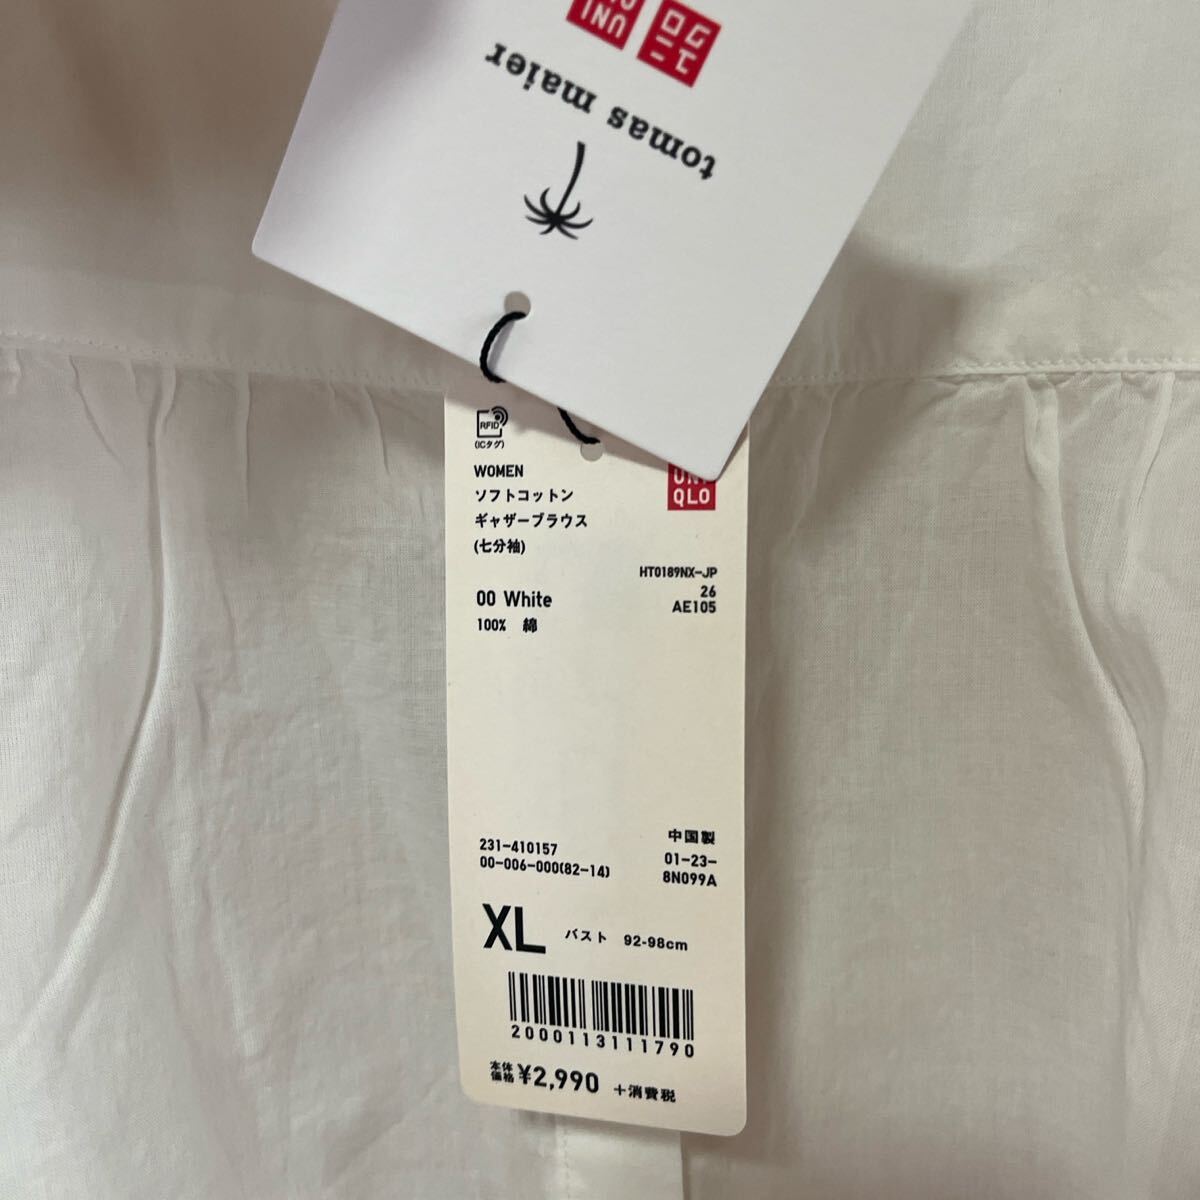 UNI
tomas maier
RFID
(ICタグ)
WOMEN
ソフトコットン
ギャザーブラウス
(七分袖)
UNI
QLO
HT0189NX-JP
26
AE105
00 White
100% 綿
231-410157
00-006-000(82-14)
中国製
01-23-
8N099A
XL バスト 92-98cm
2000113111790
本体価格 ¥2,990 +消費税